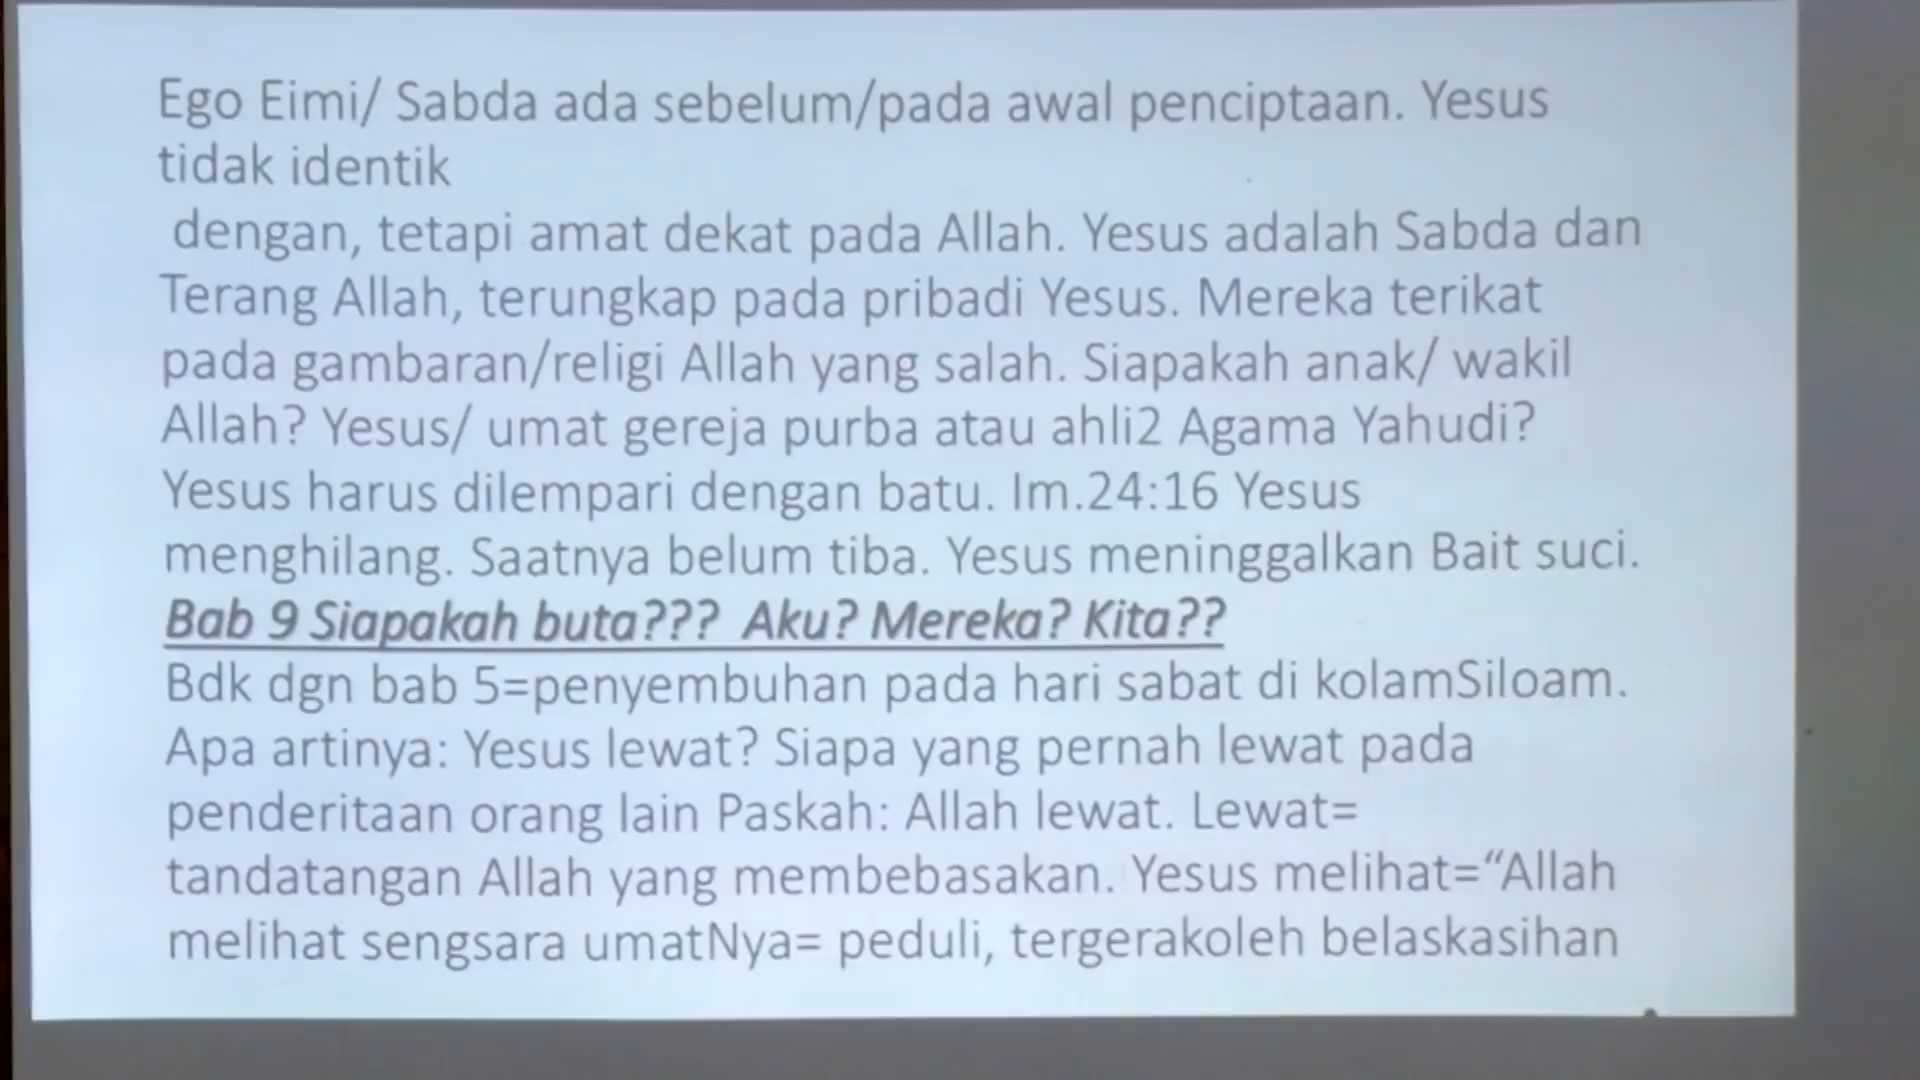 Ego Eimi/ Sabda ada sebelum/pada awal penciptaan. Yesus
tidak identik
dengan, tetapi amat dekat pada Allah. Yesus adalah Sabda dan
Terang Allah, terungkap pada pribadi Yesus. Mereka terikat
pada gambaran/religi Allah yang salah. Siapakah anak/ wakil
Allah? Yesus/ umat gereja purba atau ahli2 Agama Yahudi?
Yesus harus dilempari dengan batu. Im.24:16 Yesus
menghilang. Saatnya belum tiba. Yesus meninggalkan Bait suci.
Bab 9 Siapakah buta??? Aku? Mereka? Kita??
Bdk dgn bab 5=penyembuhan pada hari sabat di kolamSiloam.
Apa artinya: Yesus lewat? Siapa yang pernah lewat pada
penderitaan orang lain Paskah: Allah lewat. Lewat=
tandatangan Allah yang membebasakan. Yesus melihat=“Allah
melihat sengsara umatNya= peduli, tergerakoleh belaskasihan